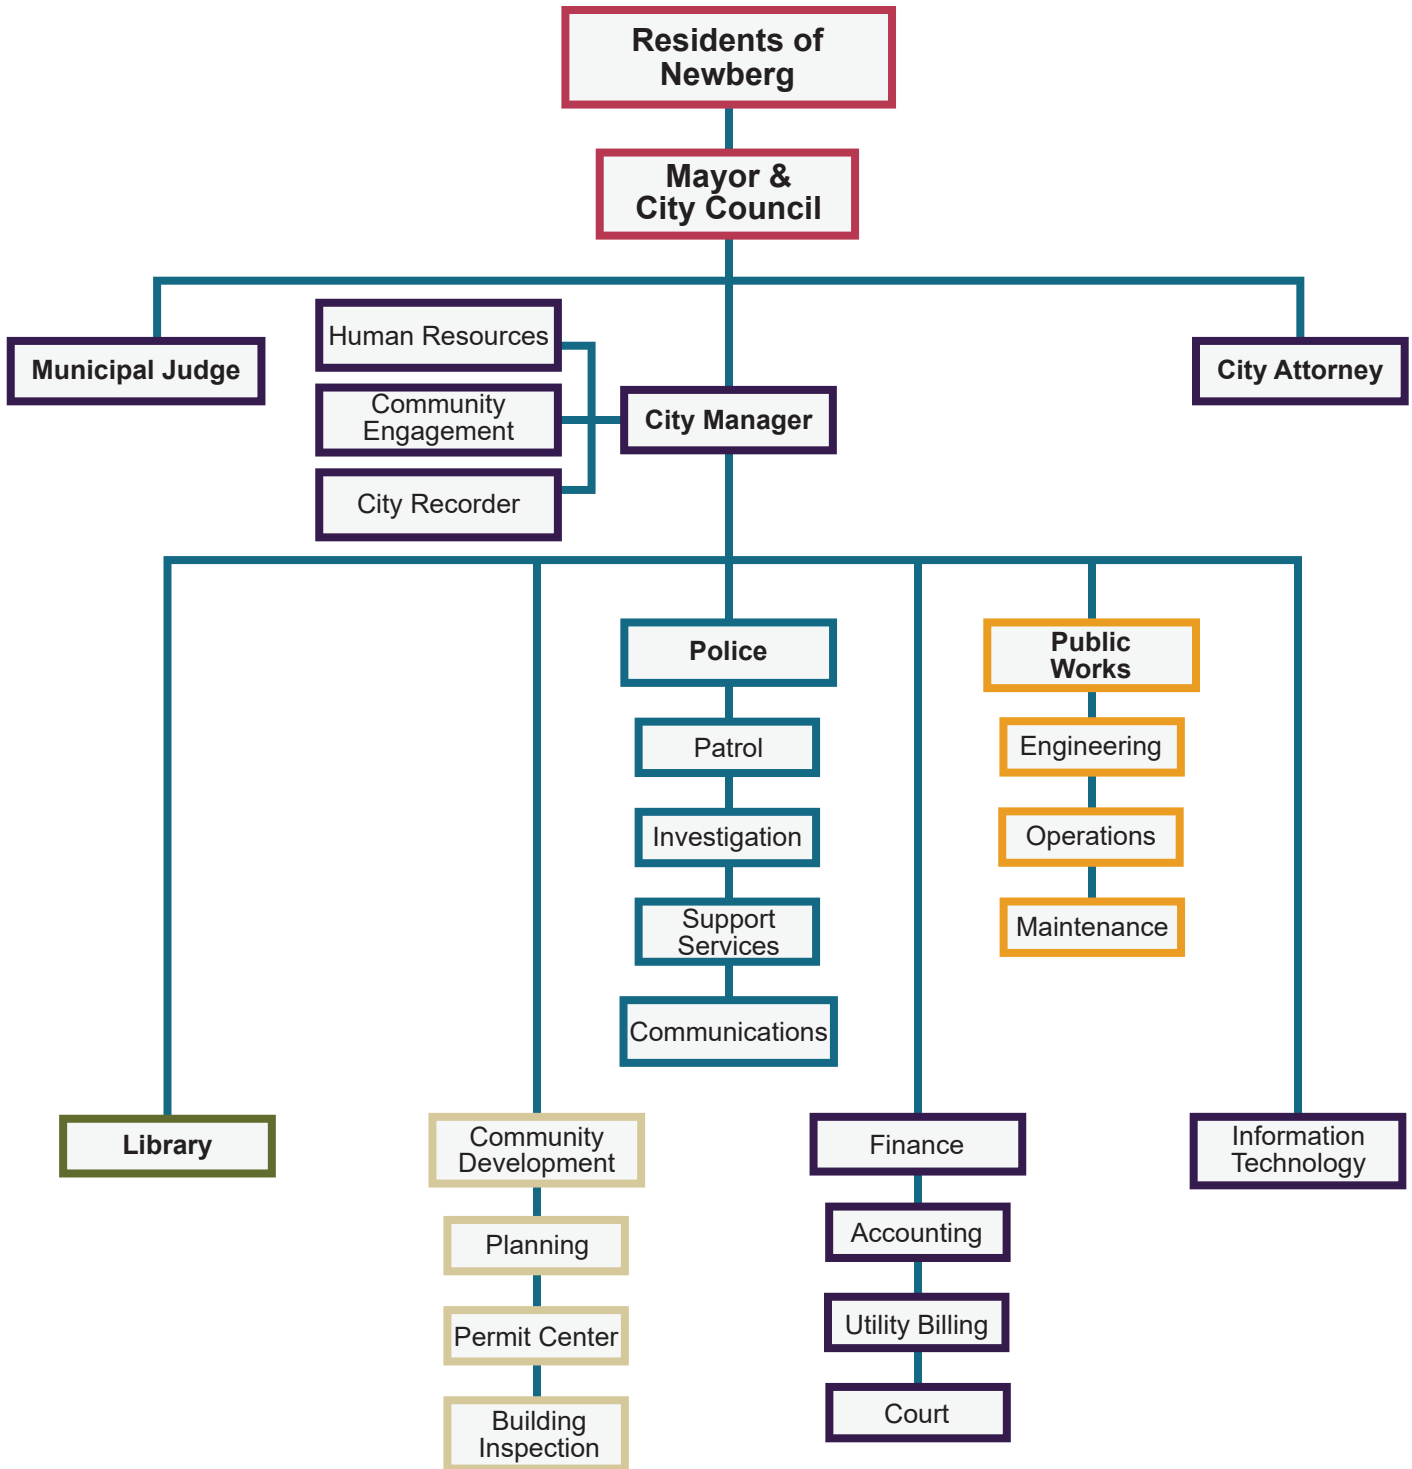 Residents of
Newberg
Mayor &
City Council
Municipal Judge
Human Resources
Community
Engagement
City Recorder
City Manager
City Attorney
Police
Patrol
Investigation
Support
Services
Communications
Public
Works
Engineering
Operations
Maintenance
Library
Community
Development
Planning
Permit Center
Building
Inspection
Finance
Accounting
Utility Billing
Court
Information
Technology